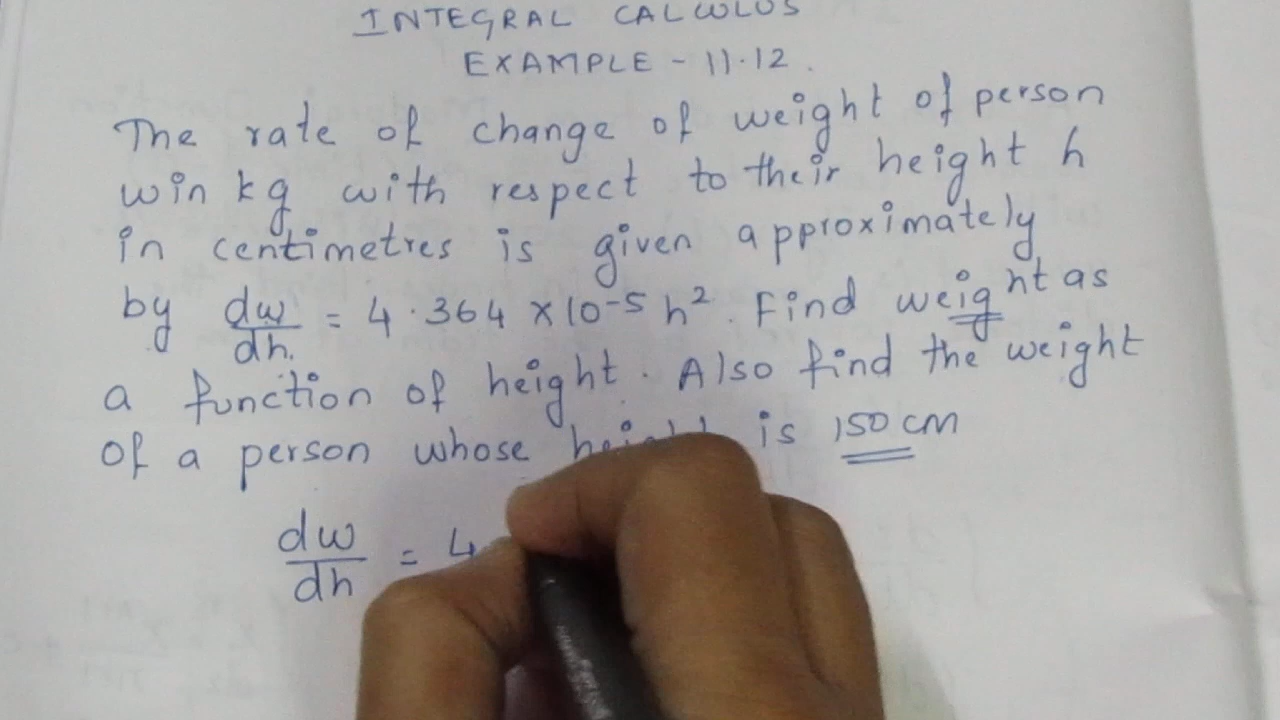 INTEGRAL CALCULUS
EXAMPLE - 11.12.
The rate of change of weight of person
w in kg with respect to their height h
in centimetres is given approximately
by dw/dh. = 4.364 × 10⁻⁵ h². Find weight as
a function of height. Also find the weight
of a person whose height is 150 cm
dw/dh = 4